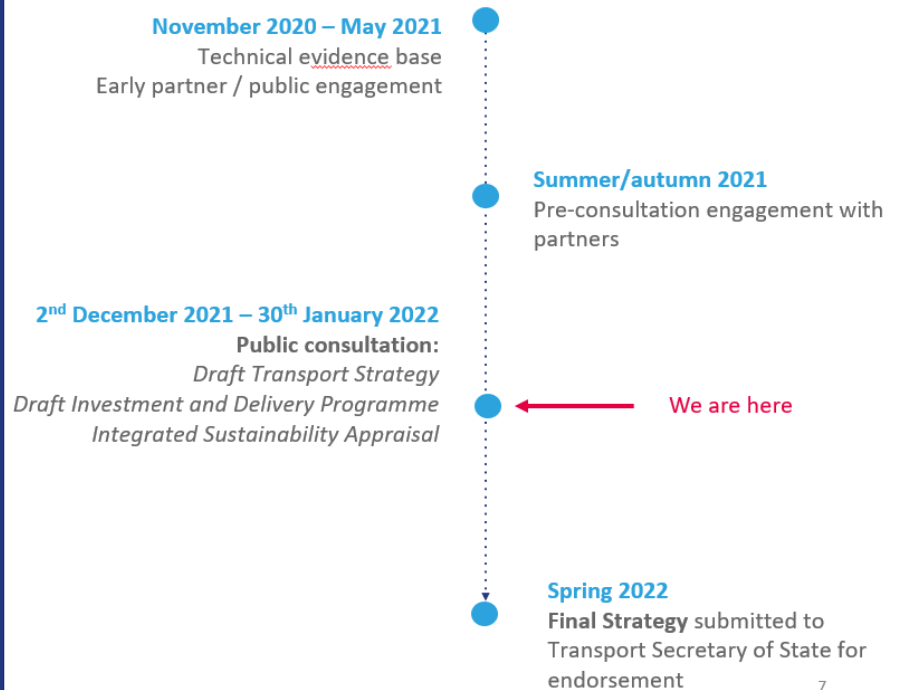 November 2020 – May 2021
Technical evidence base
Early partner / public engagement
Summer/autumn 2021
Pre-consultation engagement with
partners
2nd December 2021 – 30th January 2022
Public consultation:
Draft Transport Strategy
Draft Investment and Delivery Programme
Integrated Sustainability Appraisal
We are here
Spring 2022
Final Strategy submitted to
Transport Secretary of State for
endorsement
7